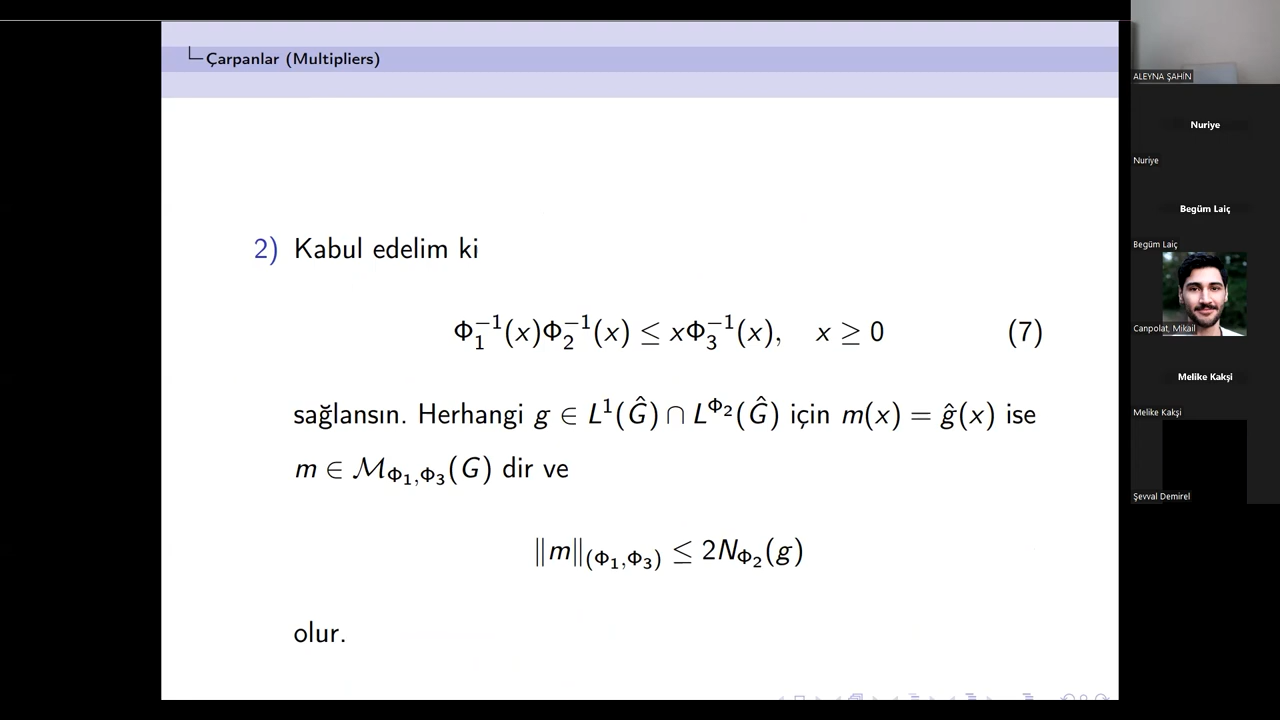 Çarpanlar (Multipliers)
2) Kabul edelim ki
Φ₁⁻¹(x)Φ₂⁻¹(x) ≤ xΦ₃⁻¹(x), x ≥ 0 (7)
sağlansın. Herhangi g ∈ L¹(Ĝ) ∩ L^{Φ₂}(Ĝ) için m(x) = ĝ(x) ise
m ∈ ℳ_{Φ₁,Φ₃}(G) dir ve
‖m‖_{(Φ₁,Φ₃)} ≤ 2N_{Φ₂}(g)
olur.
ALEYNA ŞAHİN
Nuriye
Nuriye
Begüm Laiç
Begüm Laiç
Canpolat, Mikail
Melike Kakşi
Melike Kakşi
Şevval Demirel